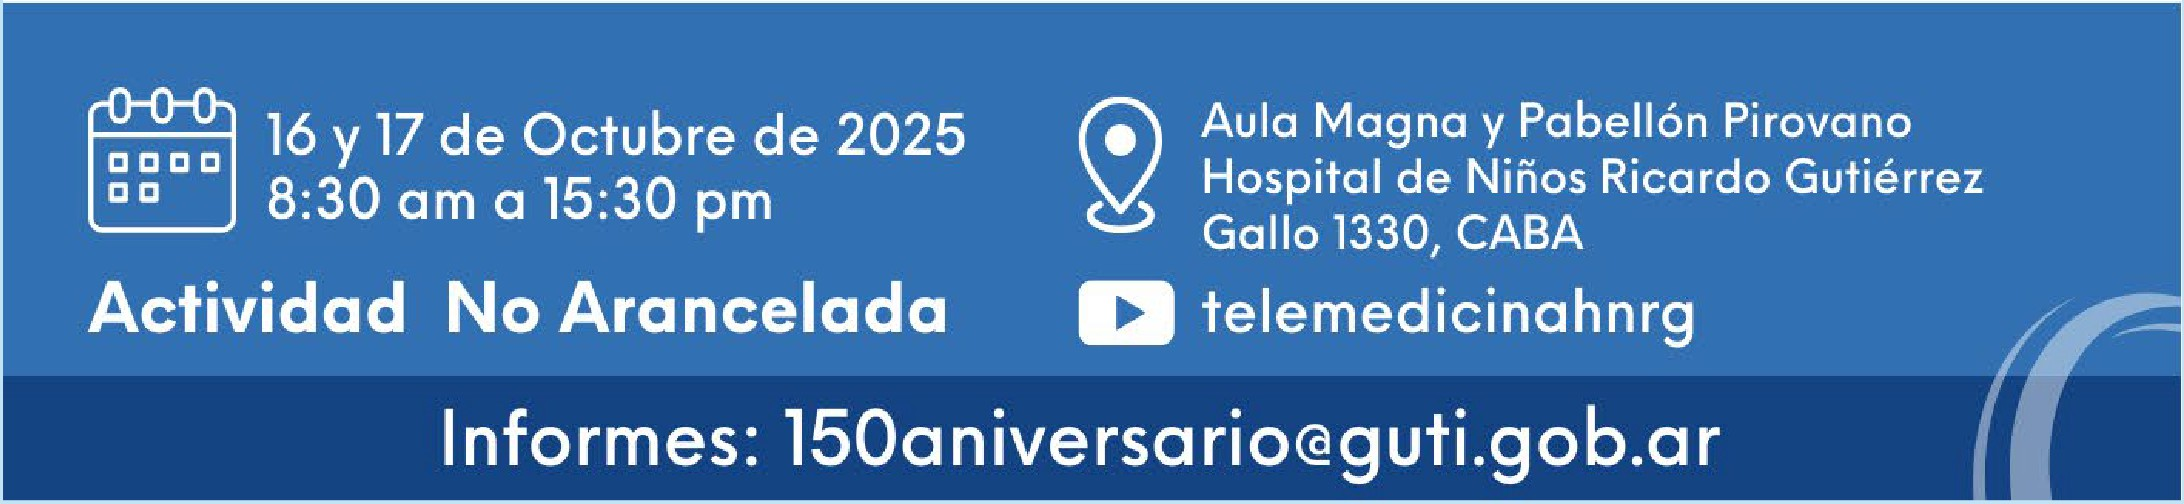 16 y 17 de Octubre de 2025
8:30 am a 15:30 pm
Actividad No Arancelada
Aula Magna y Pabellón Pirovano
Hospital de Niños Ricardo Gutiérrez
Gallo 1330, CABA
telemedicinahnrg
Informes: 150aniversario@guti.gob.ar